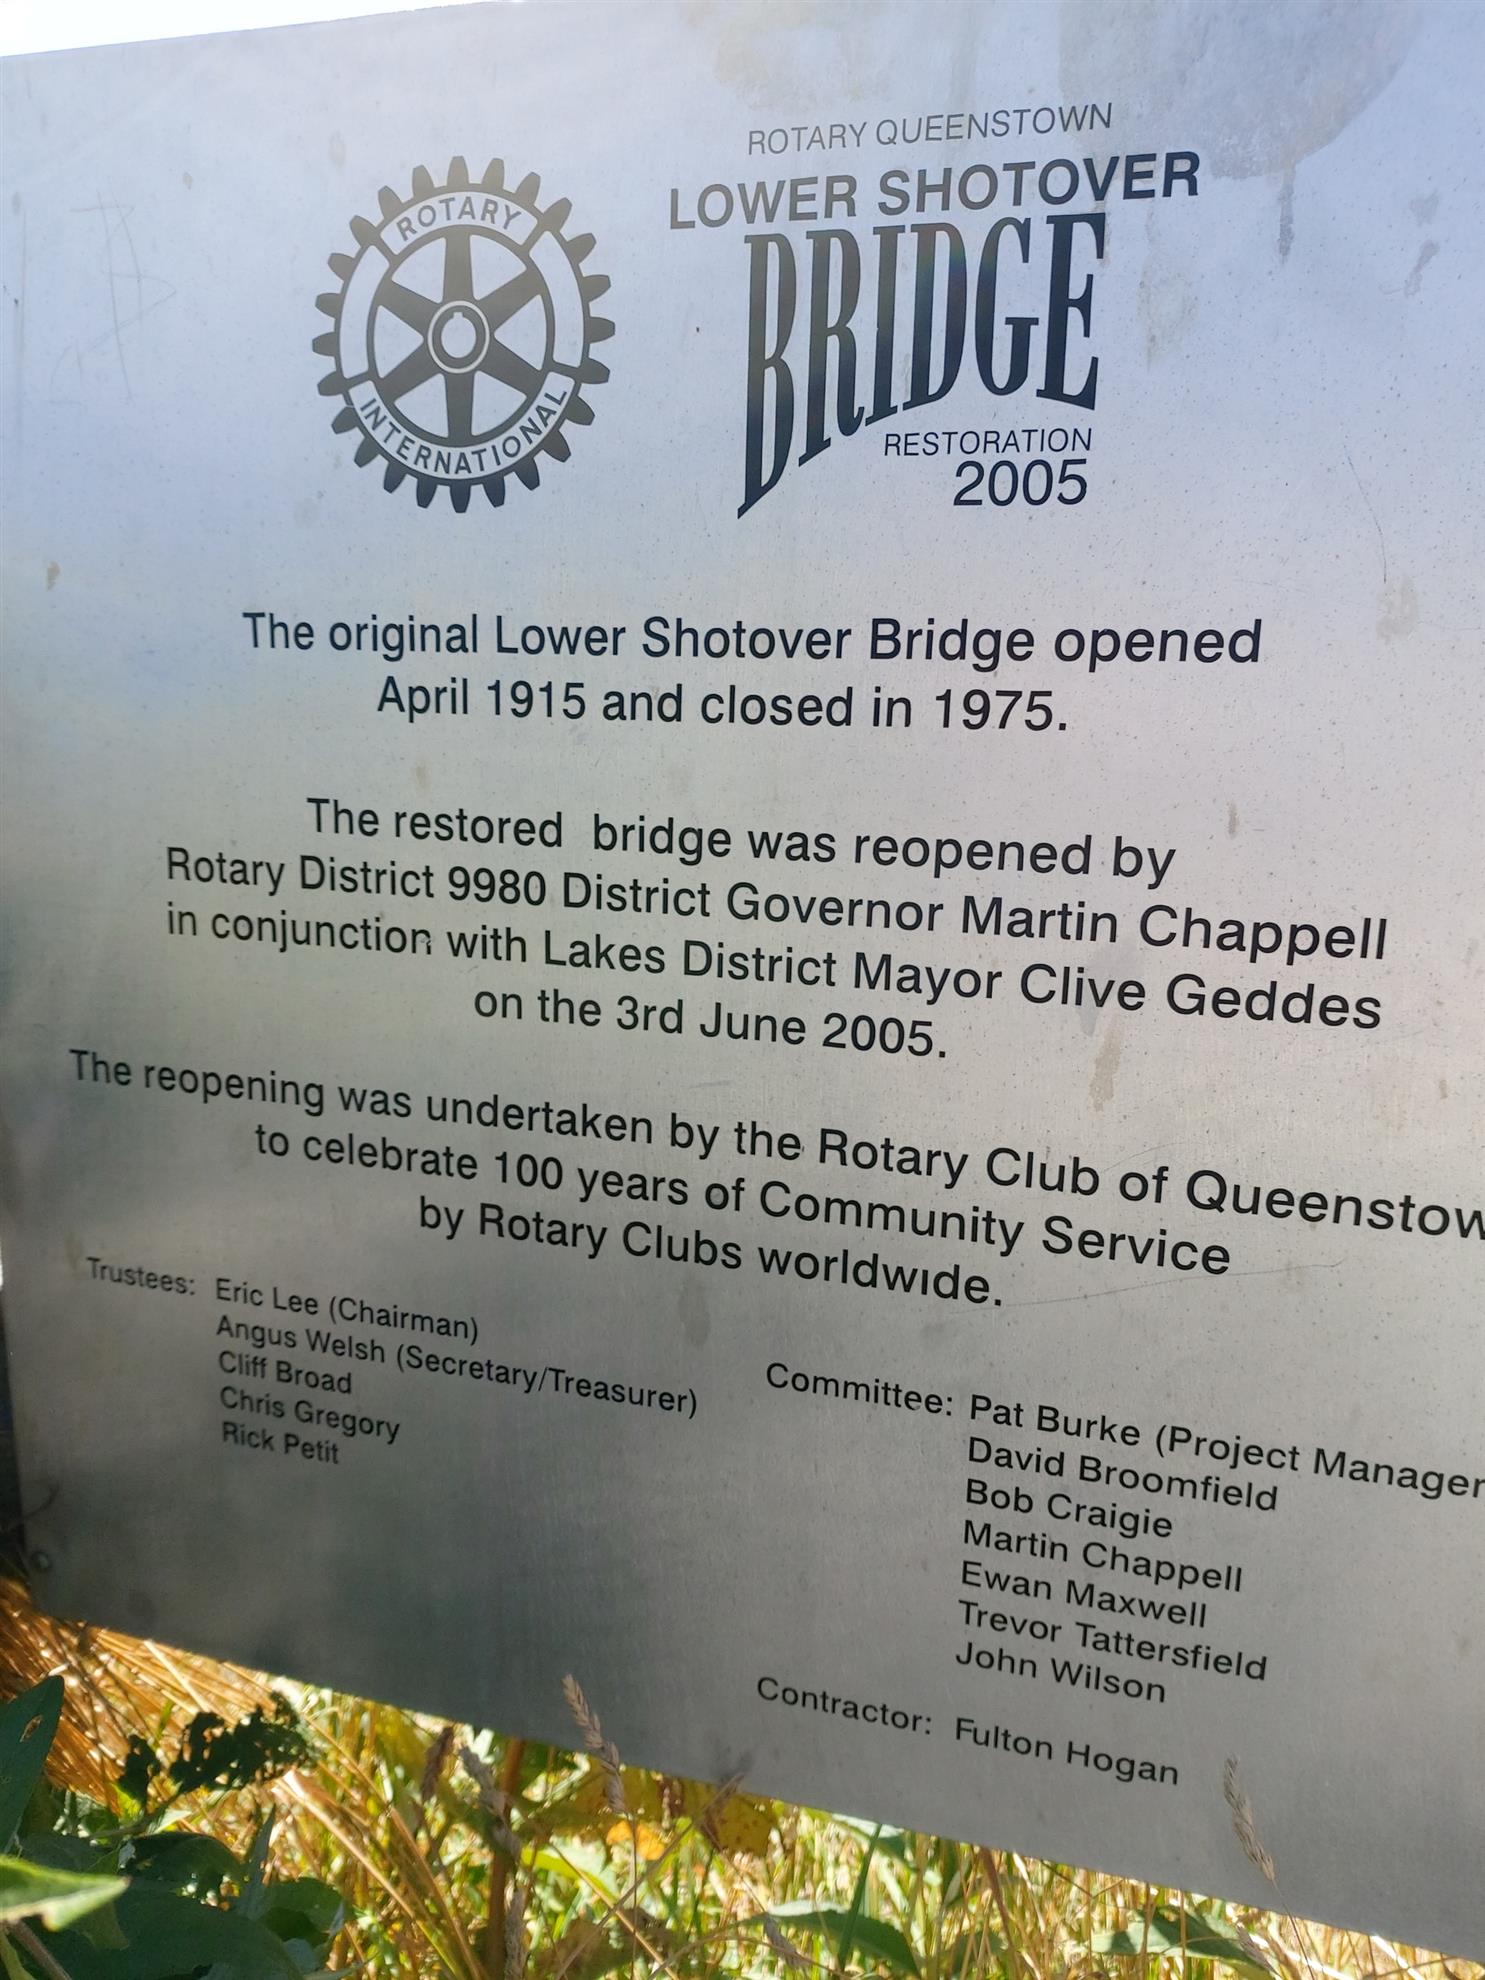 ROTARY INTERNATIONAL
ROTARY QUEENSTOWN
LOWER SHOTOVER
BRIDGE
RESTORATION
2005
The original Lower Shotover Bridge opened
April 1915 and closed in 1975.
The restored bridge was reopened by
Rotary District 9980 District Governor Martin Chappell
in conjunction with Lakes District Mayor Clive Geddes
on the 3rd June 2005.
The reopening was undertaken by the Rotary Club of Queenstow
to celebrate 100 years of Community Service
by Rotary Clubs worldwide.
Trustees: Eric Lee (Chairman)
Angus Welsh (Secretary/Treasurer)
Cliff Broad
Chris Gregory
Rick Petit
Committee: Pat Burke (Project Manager
David Broomfield
Bob Craigie
Martin Chappell
Ewan Maxwell
Trevor Tattersfield
John Wilson
Contractor: Fulton Hogan